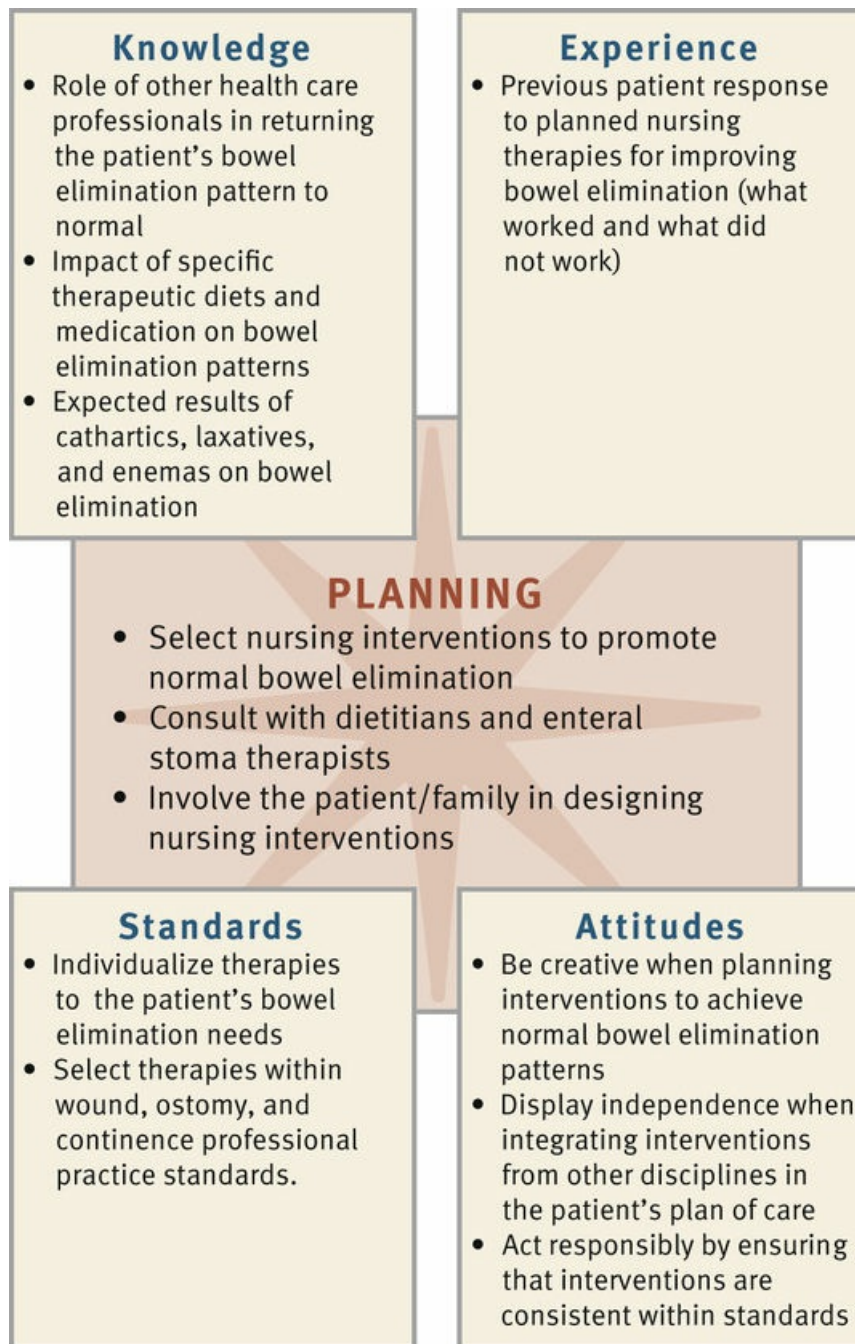 Knowledge
• Role of other health care
professionals in returning
the patient's bowel
elimination pattern to
normal
• Impact of specific
therapeutic diets and
medication on bowel
elimination patterns
• Expected results of
cathartics, laxatives,
and enemas on bowel
elimination
Experience
• Previous patient response
to planned nursing
therapies for improving
bowel elimination (what
worked and what did
not work)
PLANNING
• Select nursing interventions to promote
normal bowel elimination
• Consult with dietitians and enteral
stoma therapists
• Involve the patient/family in designing
nursing interventions
Standards
• Individualize therapies
to the patient's bowel
elimination needs
• Select therapies within
wound, ostomy, and
continence professional
practice standards.
Attitudes
• Be creative when planning
interventions to achieve
normal bowel elimination
patterns
• Display independence when
integrating interventions
from other disciplines in
the patient's plan of care
• Act responsibly by ensuring
that interventions are
consistent within standards